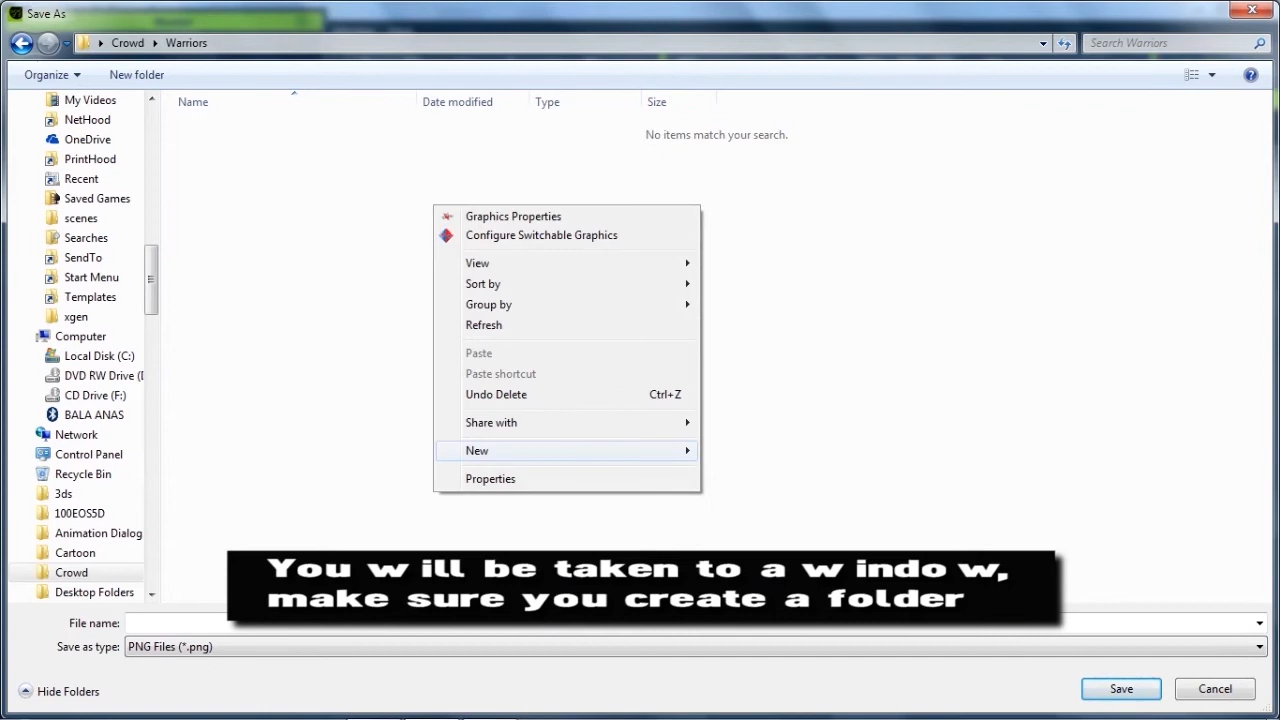 Save As
Crowd
Warriors
Search Warriors
Organize
New folder
Name
Date modified
Type
Size
No items match your search.
My Videos
NetHood
OneDrive
PrintHood
Recent
Saved Games
scenes
Searches
SendTo
Start Menu
Templates
xgen
Computer
Local Disk (C:)
DVD RW Drive (D
CD Drive (F:)
BALA ANAS
Network
Control Panel
Recycle Bin
3ds
100EOS5D
Animation Dialog
Cartoon
Crowd
Desktop Folders
Graphics Properties
Configure Switchable Graphics
View
Sort by
Group by
Refresh
Paste
Paste shortcut
Undo Delete Ctrl+Z
Share with
New
Properties
You will be taken to a window,
make sure you create a folder
File name:
Save as type: PNG Files (*.png)
Hide Folders
Save
Cancel